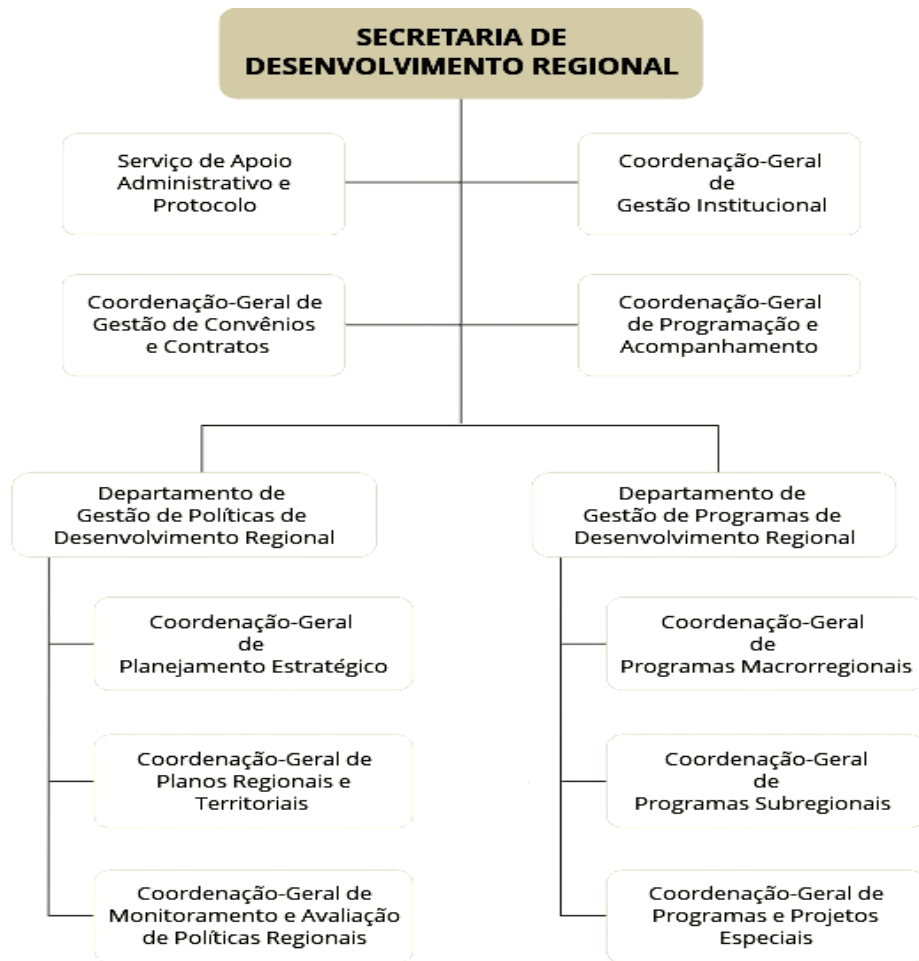 SECRETARIA DE
DESENVOLVIMENTO REGIONAL
Serviço de Apoio
Administrativo e
Protocolo
Coordenação-Geral
de
Gestão Institucional
Coordenação-Geral de
Gestão de Convênios
e Contratos
Coordenação-Geral
de Programação e
Acompanhamento
Departamento de
Gestão de Políticas de
Desenvolvimento Regional
Coordenação-Geral
de
Planejamento Estratégico
Coordenação-Geral de
Planos Regionais e
Territoriais
Coordenação-Geral de
Monitoramento e Avaliação
de Políticas Regionais
Departamento de
Gestão de Programas de
Desenvolvimento Regional
Coordenação-Geral
de
Programas Macrorregionais
Coordenação-Geral
de
Programas Subregionais
Coordenação-Geral de
Programas e Projetos
Especiais